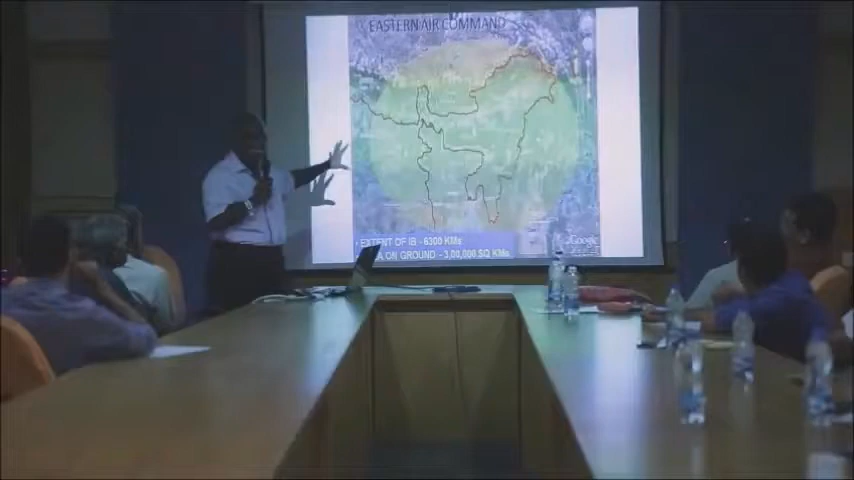 EASTERN AIR COMMAND
EXTENT OF IB - 6300 KMs
ON GROUND - 3,00,000 SQ KMS
Google